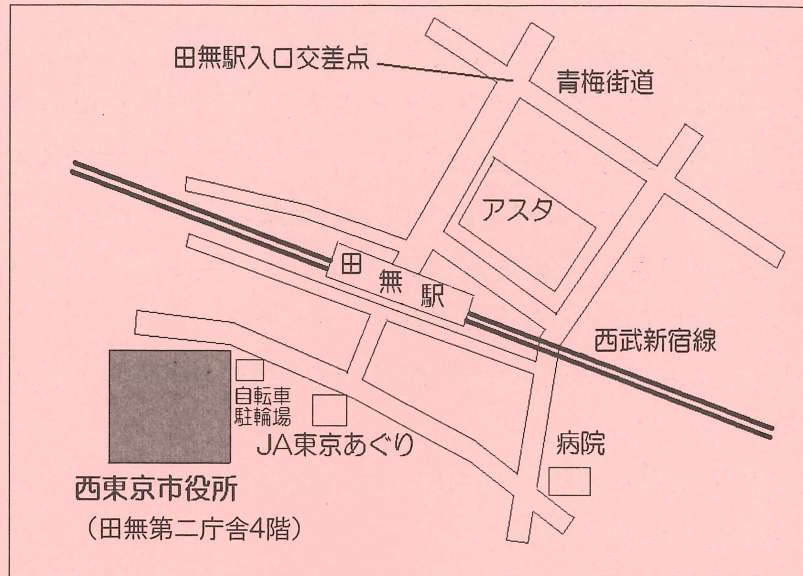 田無駅入口交差点
青梅街道
アスタ
田無駅
西武新宿線
自転車
駐輪場
JA東京あぐり
病院
西東京市役所
(田無第二庁舎4階)